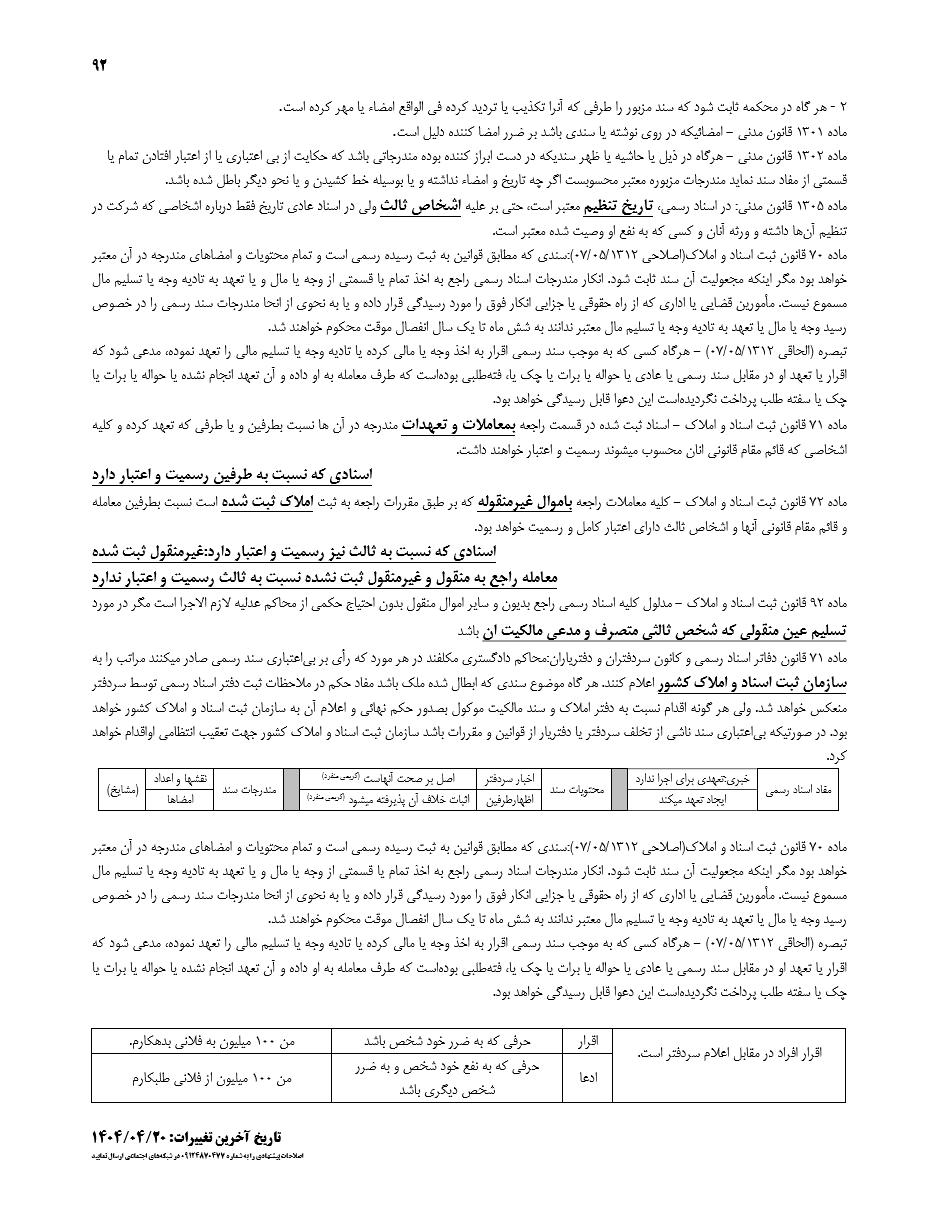 ۹۲
۲ - هر گاه در محکمه ثابت شود که سند مزبور را طرفی که آنرا تکذیب یا تردید کرده فی الواقع امضاء یا مهر کرده است.
ماده ۱۳۰۱ قانون مدنی – امضائیکه در روی نوشته یا سندی باشد بر ضرر امضا کننده دلیل است.
ماده ۱۳۰۲ قانون مدنی – هرگاه در ذیل یا حاشیه یا ظهر سندیکه در دست ابراز کننده بوده مندرجاتی باشد که حکایت از بی اعتباری یا از اعتبار افتادن تمام یا
قسمتی از مفاد سند نماید مندرجات مزبوره معتبر محسوبست اگر چه تاریخ و امضاء نداشته و یا بوسیله خط کشیدن و یا نحو دیگر باطل شده باشد.
ماده ۱۳۰۵ قانون مدنی: در اسناد رسمی، تاریخ تنظیم معتبر است، حتی بر علیه اشخاص ثالث ولی در اسناد عادی تاریخ فقط درباره اشخاصی که شرکت در
تنظیم آن‌ها داشته و ورثه آنان و کسی که به نفع او وصیت شده معتبر است.
ماده ۷۰ قانون ثبت اسناد و املاک(اصلاحی ۰۷/۰۵/۱۳۱۲):سندی که مطابق قوانین به ثبت رسیده رسمی است و تمام محتویات و امضاهای مندرجه در آن معتبر
خواهد بود مگر اینکه مجعولیت آن سند ثابت شود. انکار مندرجات اسناد رسمی راجع به اخذ تمام یا قسمتی از وجه یا مال و یا تعهد به تادیه وجه یا تسلیم مال
مسموع نیست. مأمورین قضایی یا اداری که از راه حقوقی یا جزایی انکار فوق را مورد رسیدگی قرار داده و یا به نحوی از انحا مندرجات سند رسمی را در خصوص
رسید وجه یا مال یا تعهد به تادیه وجه یا تسلیم مال معتبر ندانند به شش ماه تا یک سال انفصال موقت محکوم خواهند شد.
تبصره (الحاقی ۰۷/۰۵/۱۳۱۲) – هرگاه کسی که به موجب سند رسمی اقرار به اخذ وجه یا مالی کرده یا تادیه وجه یا تسلیم مالی را تعهد نموده، مدعی شود که
اقرار یا تعهد او در مقابل سند رسمی یا عادی یا حواله یا برات یا چک یا، فته‌طلبی بوده‌است که طرف معامله به او داده و آن تعهد انجام نشده یا حواله یا برات یا
چک یا سفته طلب پرداخت نگردیده‌است این دعوا قابل رسیدگی خواهد بود.
ماده ۷۱ قانون ثبت اسناد و املاک – اسناد ثبت شده در قسمت راجعه بمعاملات و تعهدات مندرجه در آن ها نسبت بطرفین و یا طرفی که تعهد کرده و کلیه
اشخاصی که قائم مقام قانونی انان محسوب میشوند رسمیت و اعتبار خواهند داشت.
اسنادی که نسبت به طرفین رسمیت و اعتبار دارد
ماده ۷۲ قانون ثبت اسناد و املاک – کلیه معاملات راجعه باموال غیرمنقوله که بر طبق مقررات راجعه به ثبت املاک ثبت شده است نسبت بطرفین معامله
و قائم مقام قانونی آنها و اشخاص ثالث دارای اعتبار کامل و رسمیت خواهد بود.
اسنادی که نسبت به ثالث نیز رسمیت و اعتبار دارد:غیرمنقول ثبت شده
معامله راجع به منقول و غیرمنقول ثبت نشده نسبت به ثالث رسمیت و اعتبار ندارد
ماده ۹۲ قانون ثبت اسناد و املاک – مدلول کلیه اسناد رسمی راجع بدیون و سایر اموال منقول بدون احتیاج حکمی از محاکم عدلیه لازم الاجرا است مگر در مورد
تسلیم عین منقولی که شخص ثالثی متصرف و مدعی مالکیت ان باشد
ماده ۷۱ قانون دفاتر اسناد رسمی و کانون سردفتران و دفتریاران:محاکم دادگستری مکلفند در هر مورد که رأی بر بی‌اعتباری سند رسمی صادر میکنند مراتب را به
سازمان ثبت اسناد و املاک کشور اعلام کنند. هر گاه موضوع سندی که ابطال شده ملک باشد مفاد حکم در ملاحظات ثبت دفتر اسناد رسمی توسط سردفتر
منعکس خواهد شد. ولی هر گونه اقدام نسبت به دفتر املاک و سند مالکیت موکول بصدور حکم نهائی و اعلام آن به سازمان ثبت اسناد و املاک کشور خواهد
بود. در صورتیکه بی‌اعتباری سند ناشی از تخلف سردفتر یا دفتریار از قوانین و مقررات باشد سازمان ثبت اسناد و املاک کشور جهت تعقیب انتظامی اواقدام خواهد
کرد.
مفاد اسناد رسمی
خبری:تعهدی برای اجرا ندارد
ایجاد تعهد میکند
محتویات سند
اخبار سردفتر
اظهارطرفین
اصل بر صحت آنهاست (کریمی منفرد)
اثبات خلاف آن پذیرفته میشود (کریمی منفرد)
مندرجات سند
نقشها و اعداد
امضاها
(مشایخ)
ماده ۷۰ قانون ثبت اسناد و املاک(اصلاحی ۰۷/۰۵/۱۳۱۲):سندی که مطابق قوانین به ثبت رسیده رسمی است و تمام محتویات و امضاهای مندرجه در آن معتبر
خواهد بود مگر اینکه مجعولیت آن سند ثابت شود. انکار مندرجات اسناد رسمی راجع به اخذ تمام یا قسمتی از وجه یا مال و یا تعهد به تادیه وجه یا تسلیم مال
مسموع نیست. مأمورین قضایی یا اداری که از راه حقوقی یا جزایی انکار فوق را مورد رسیدگی قرار داده و یا به نحوی از انحا مندرجات سند رسمی را در خصوص
رسید وجه یا مال یا تعهد به تادیه وجه یا تسلیم مال معتبر ندانند به شش ماه تا یک سال انفصال موقت محکوم خواهند شد.
تبصره (الحاقی ۰۷/۰۵/۱۳۱۲) – هرگاه کسی که به موجب سند رسمی اقرار به اخذ وجه یا مالی کرده یا تادیه وجه یا تسلیم مالی را تعهد نموده، مدعی شود که
اقرار یا تعهد او در مقابل سند رسمی یا عادی یا حواله یا برات یا چک یا، فته‌طلبی بوده‌است که طرف معامله به او داده و آن تعهد انجام نشده یا حواله یا برات یا
چک یا سفته طلب پرداخت نگردیده‌است این دعوا قابل رسیدگی خواهد بود.
اقرار افراد در مقابل اعلام سردفتر است.
اقرار
حرفی که به ضرر خود شخص باشد
من ۱۰۰ میلیون به فلانی بدهکارم.
ادعا
حرفی که به نفع خود شخص و به ضرر
شخص دیگری باشد
من ۱۰۰ میلیون از فلانی طلبکارم
تاریخ آخرین تغییرات: ۱۴۰۴/۰۴/۲۰
اصلاحات پیشنهادی را به شماره ۰۹۱۲۴۸۷۰۴۷۷ در شبکه‌های اجتماعی ارسال نمایید